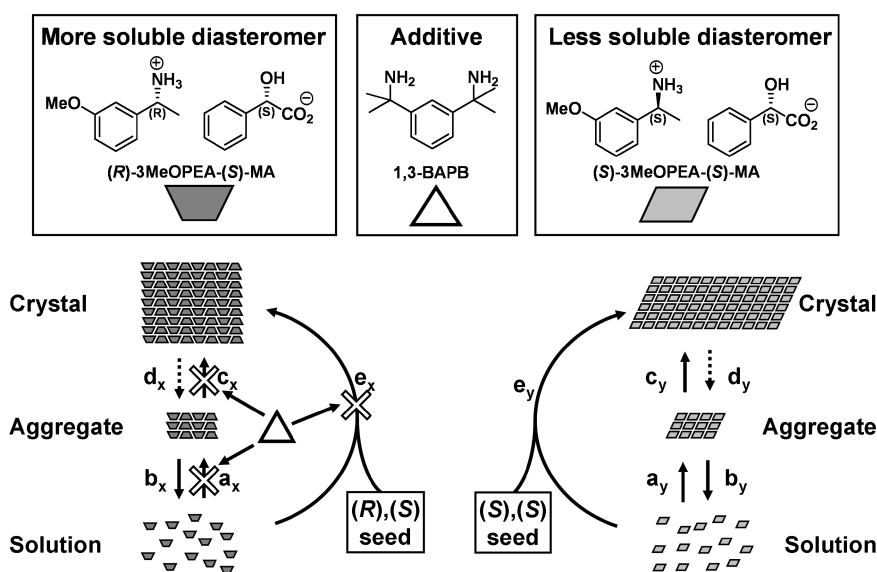 More soluble diasteromer
⊕
NH3
MeO
(R)
OH
(S)
CO2
⊖
(R)-3MeOPEA-(S)-MA
Additive
NH2
NH2
1,3-BAPB
Less soluble diasteromer
⊕
NH3
MeO
(S)
OH
(S)
CO2
⊖
(S)-3MeOPEA-(S)-MA
Crystal
dx
cx
ex
Aggregate
bx
ax
(R),(S)
seed
Solution
Crystal
ey
cy
dy
Aggregate
ay
by
(S),(S)
seed
Solution